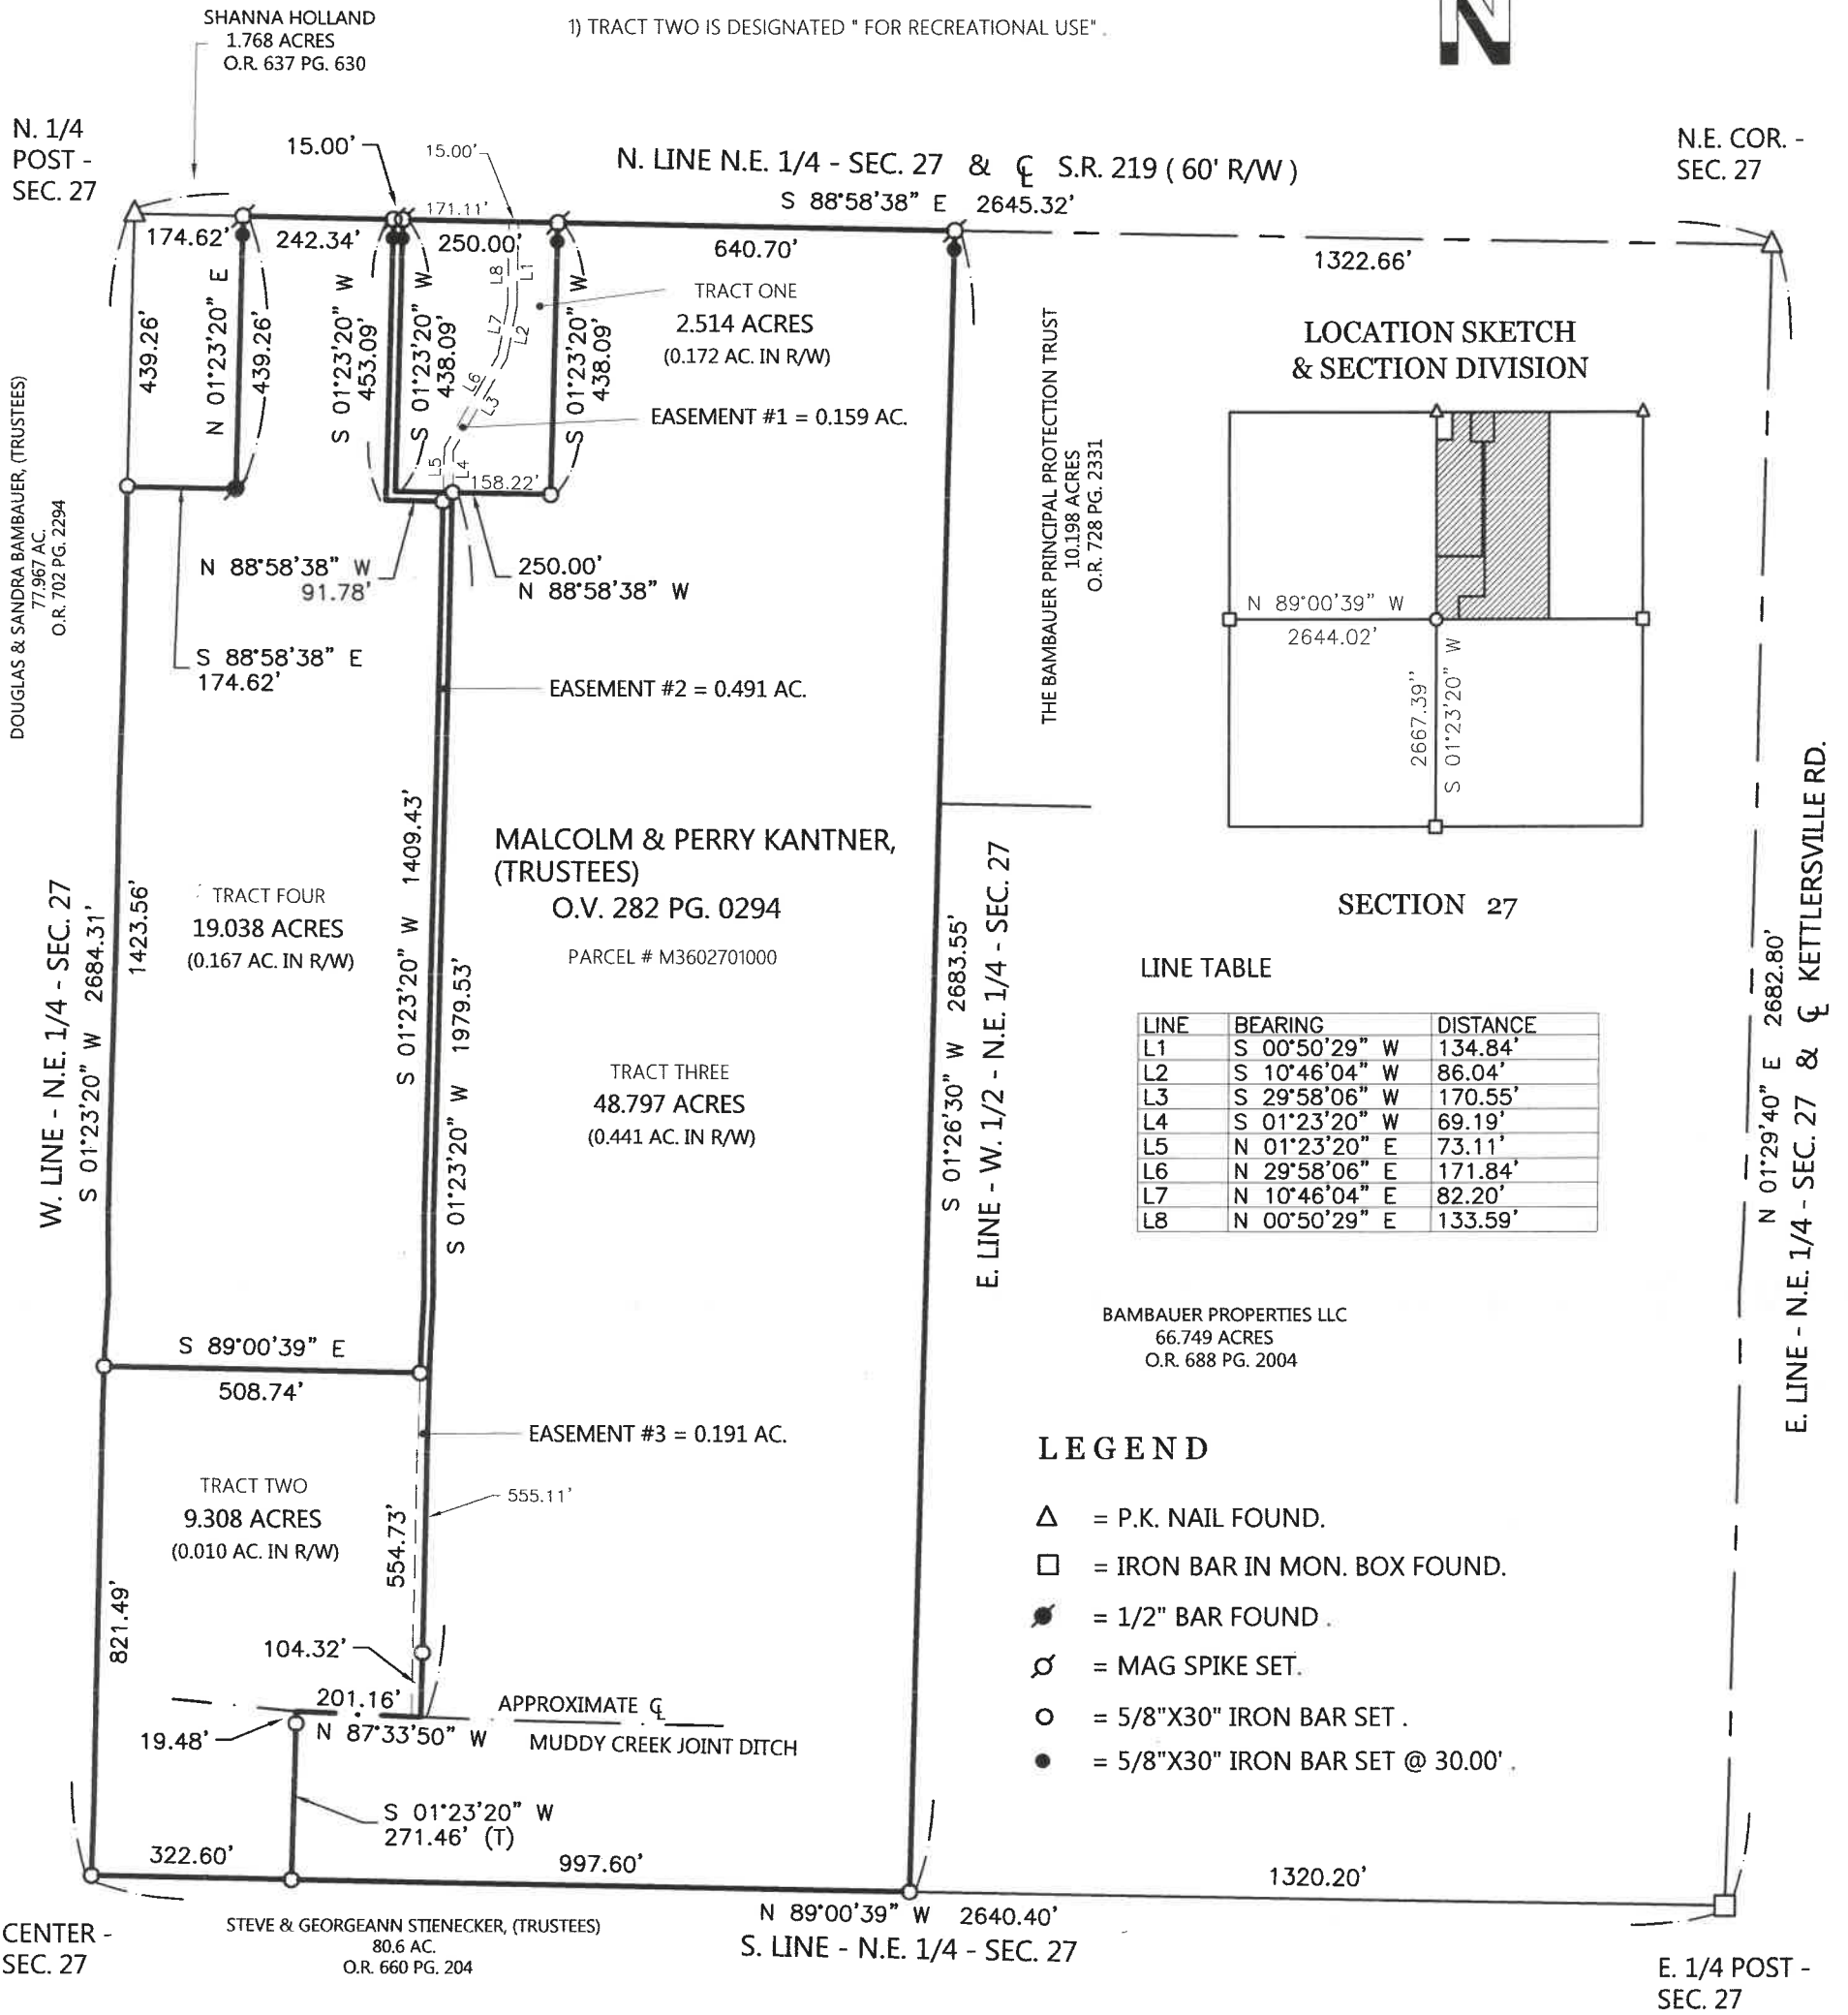 SHANNA HOLLAND
1.768 ACRES
O.R. 637 PG. 630
1) TRACT TWO IS DESIGNATED " FOR RECREATIONAL USE" .
N
N. 1/4
POST -
SEC. 27
15.00'
15.00'
N. LINE N.E. 1/4 - SEC. 27 & ℄ S.R. 219 ( 60' R/W )
S 88°58'38" E 2645.32'
N.E. COR. -
SEC. 27
174.62'
242.34'
171.11'
250.00'
640.70'
1322.66'
439.26'
N 01°23'20" E
439.26'
S 01°23'20" W
453.09'
S 01°23'20" W
438.09'
L8
L1
L7
L2
L6
L3
L5
L4
S 01°23'20" W
438.09'
TRACT ONE
2.514 ACRES
(0.172 AC. IN R/W)
EASEMENT #1 = 0.159 AC.
158.22'
THE BAMBAUER PRINCIPAL PROTECTION TRUST
10.198 ACRES
O.R. 728 PG. 2331
LOCATION SKETCH
& SECTION DIVISION
N 89°00'39" W
2644.02'
2667.39''
S 01°23'20" W
SECTION 27
DOUGLAS & SANDRA BAMBAUER, (TRUSTEES)
77.967 AC.
O.R. 702 PG. 2294
N 88°58'38" W
91.78'
250.00'
N 88°58'38" W
S 88°58'38" E
174.62'
EASEMENT #2 = 0.491 AC.
MALCOLM & PERRY KANTNER,
(TRUSTEES)
O.V. 282 PG. 0294
PARCEL # M3602701000
TRACT FOUR
19.038 ACRES
(0.167 AC. IN R/W)
W. LINE - N.E. 1/4 - SEC. 27
S 01°23'20" W 2684.31'
1423.56'
S 01°23'20" W 1409.43'
S 01°23'20" W 1979.53'
TRACT THREE
48.797 ACRES
(0.441 AC. IN R/W)
S 01°26'30" W 2683.55'
E. LINE - W. 1/2 - N.E. 1/4 - SEC. 27
LINE TABLE
LINE BEARING DISTANCE
L1 S 00°50'29" W 134.84'
L2 S 10°46'04" W 86.04'
L3 S 29°58'06" W 170.55'
L4 S 01°23'20" W 69.19'
L5 N 01°23'20" E 73.11'
L6 N 29°58'06" E 171.84'
L7 N 10°46'04" E 82.20'
L8 N 00°50'29" E 133.59'
N 01°29'40" E 2682.80'
E. LINE - N.E. 1/4 - SEC. 27 & ℄ KETTLERSVILLE RD.
BAMBAUER PROPERTIES LLC
66.749 ACRES
O.R. 688 PG. 2004
S 89°00'39" E
508.74'
EASEMENT #3 = 0.191 AC.
TRACT TWO
9.308 ACRES
(0.010 AC. IN R/W)
555.11'
554.73'
821.49'
104.32'
201.16'
19.48'
N 87°33'50" W
APPROXIMATE ℄
MUDDY CREEK JOINT DITCH
S 01°23'20" W
271.46' (T)
LEGEND
△ = P.K. NAIL FOUND.
□ = IRON BAR IN MON. BOX FOUND.
= 1/2" BAR FOUND .
= MAG SPIKE SET.
○ = 5/8"X30" IRON BAR SET .
● = 5/8"X30" IRON BAR SET @ 30.00' .
322.60'
997.60'
1320.20'
N 89°00'39" W 2640.40'
S. LINE - N.E. 1/4 - SEC. 27
CENTER -
SEC. 27
STEVE & GEORGEANN STIENECKER, (TRUSTEES)
80.6 AC.
O.R. 660 PG. 204
E. 1/4 POST -
SEC. 27